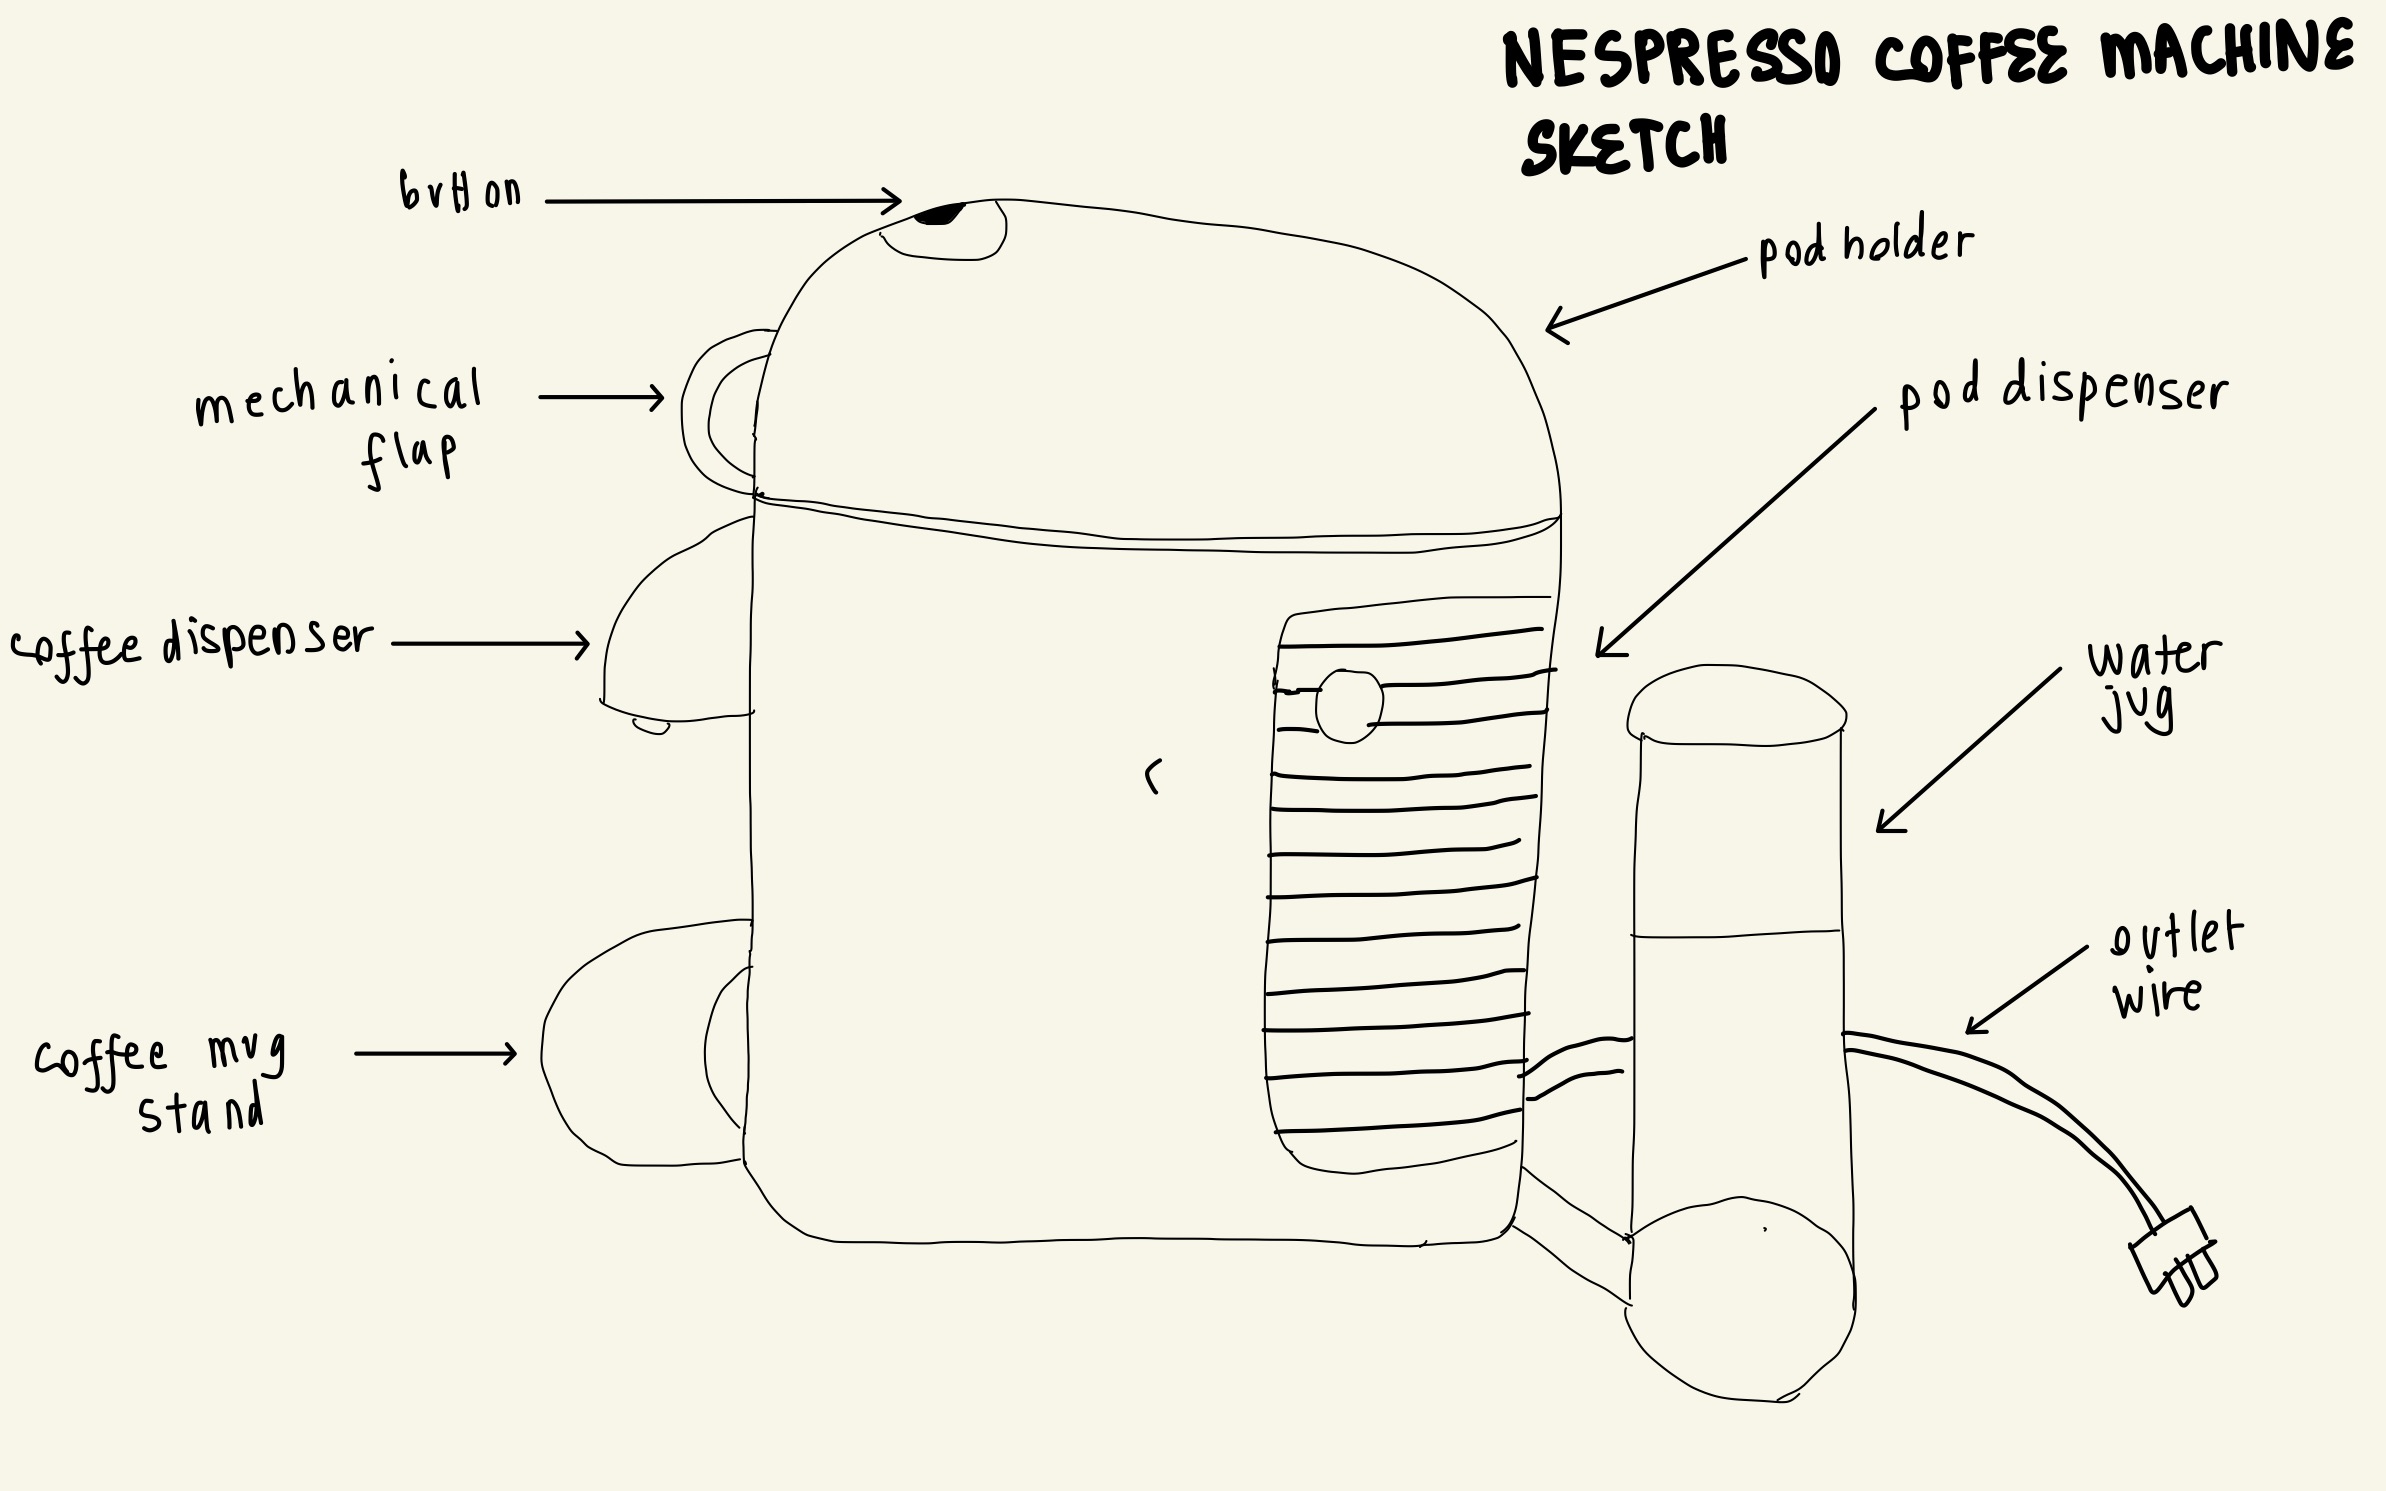 NESPRESSO COFFEE MACHINE
SKETCH
button
pod holder
mechanical
flap
pod dispenser
coffee dispenser
water
jug
outlet
wire
coffee mug
stand